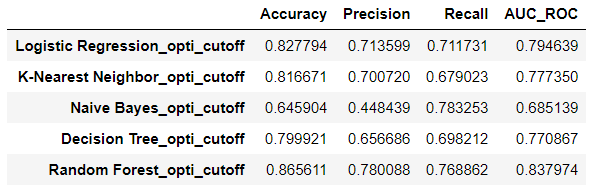 Accuracy Precision Recall AUC_ROC
Logistic Regression_opti_cutoff 0.827794 0.713599 0.711731 0.794639
K-Nearest Neighbor_opti_cutoff 0.816671 0.700720 0.679023 0.777350
Naive Bayes_opti_cutoff 0.645904 0.448439 0.783253 0.685139
Decision Tree_opti_cutoff 0.799921 0.656686 0.698212 0.770867
Random Forest_opti_cutoff 0.865611 0.780088 0.768862 0.837974